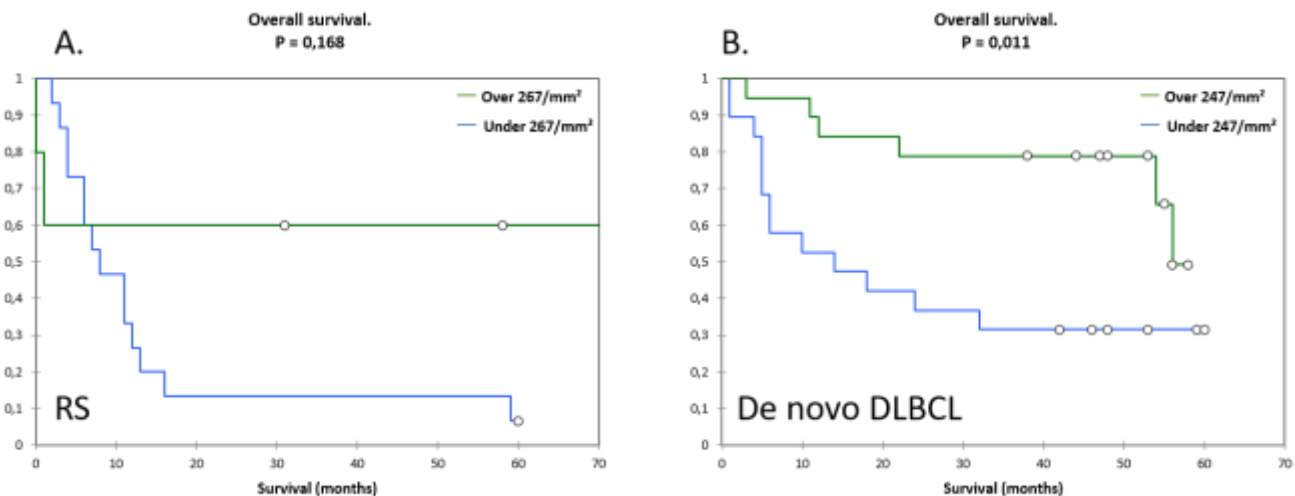 Overall survival.
P = 0,168
A.
Over 267/mm²
Under 267/mm²
1
0,9
0,8
0,7
0,6
0,5
0,4
0,3
0,2
0,1
0
RS
0 10 20 30 40 50 60 70
Survival (months)
Overall survival.
P = 0,011
B.
Over 247/mm²
Under 247/mm²
1
0,9
0,8
0,7
0,6
0,5
0,4
0,3
0,2
0,1
0
De novo DLBCL
0 10 20 30 40 50 60 70
Survival (months)